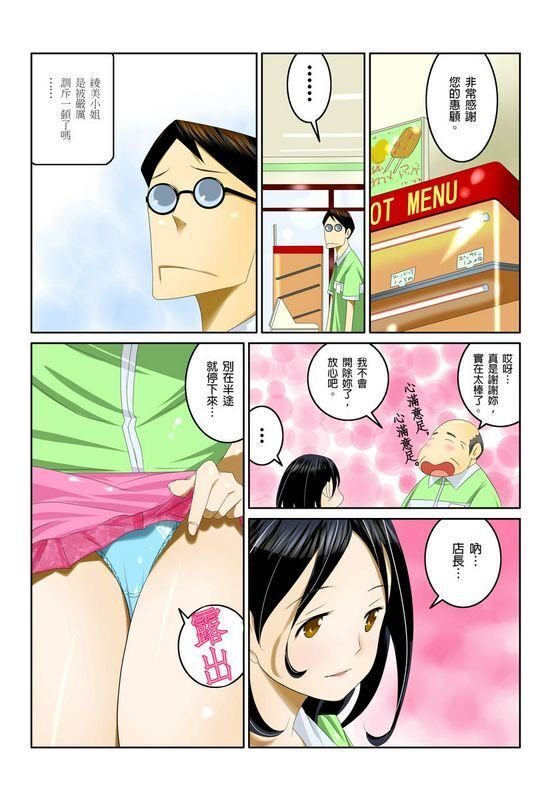 非常感謝
您的惠顧。
OT MENU
……
綾美小姐
是被嚴厲
訓斥一頓了嗎
……
哎呀…
真是謝謝妳,
實在太棒了。
心滿意足,
心滿意足。
我不會
開除妳了,
放心吧。
…
吶…
店長…
別在半途
就停下來…
露出